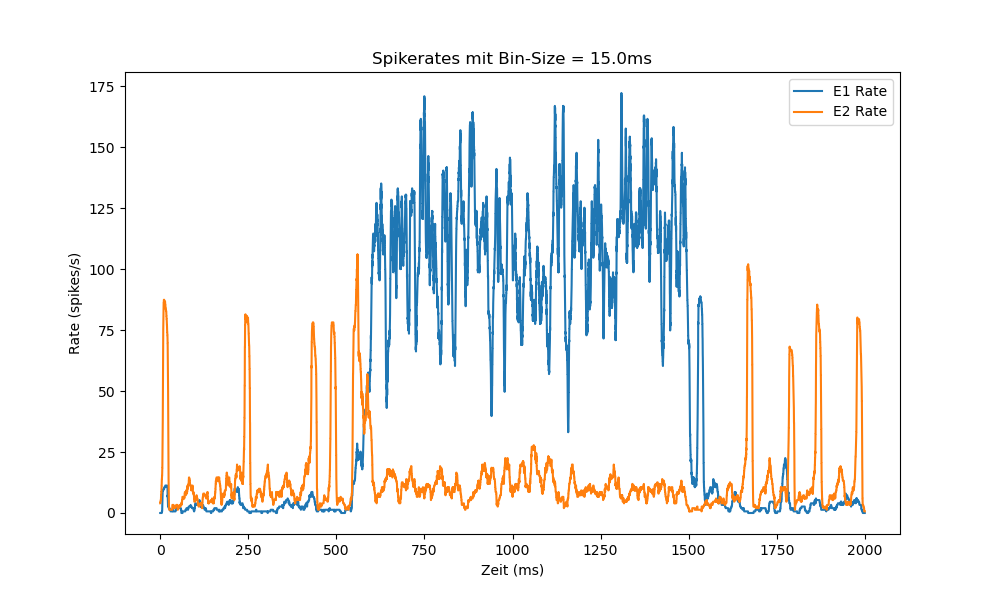 Spikerates mit Bin-Size = 15.0ms
E1 Rate
E2 Rate
175
150
125
100
75
50
25
0
Rate (spikes/s)
0 250 500 750 1000 1250 1500 1750 2000
Zeit (ms)